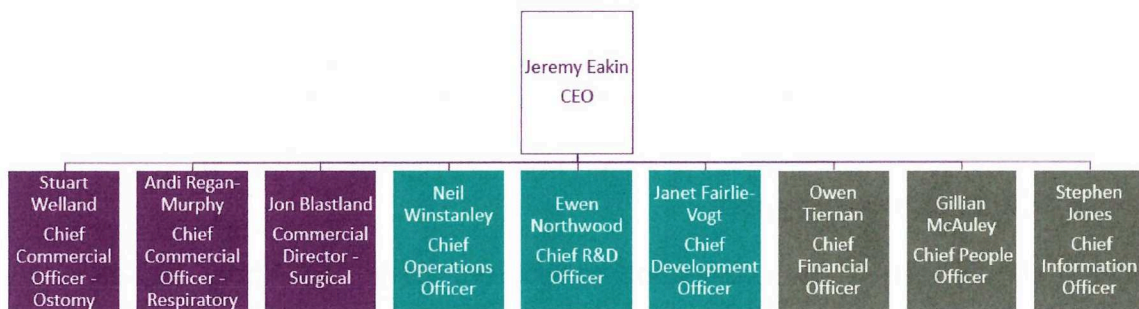 Jeremy Eakin
CEO
Stuart
Welland
Chief
Commercial
Officer -
Ostomy
Andi Regan-
Murphy
Chief
Commercial
Officer -
Respiratory
Jon Blastland
Commercial
Director -
Surgical
Neil
Winstanley
Chief
Operations
Officer
Ewen
Northwood
Chief R&D
Officer
Janet Fairlie-
Vogt
Chief
Development
Officer
Owen
Tiernan
Chief
Financial
Officer
Gillian
McAuley
Chief People
Officer
Stephen
Jones
Chief
Information
Officer